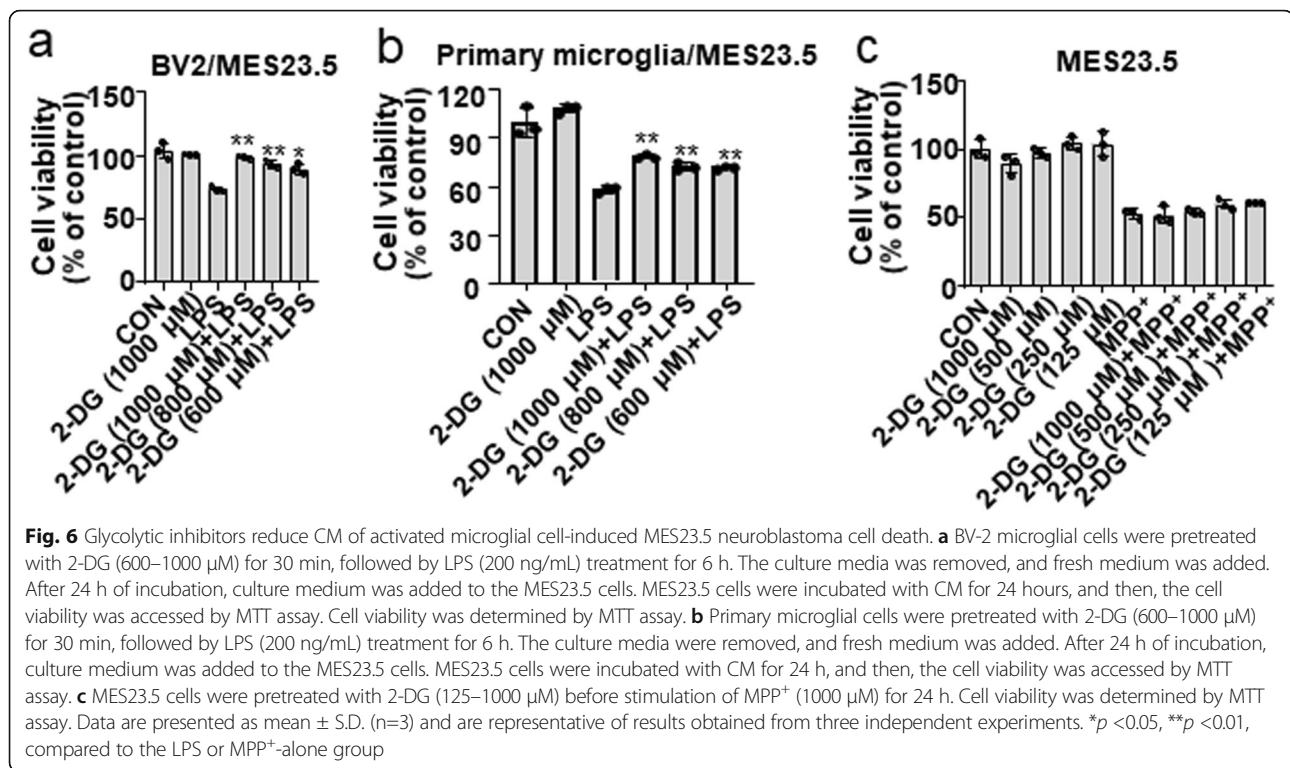 a
BV2/MES23.5
Cell viability
(% of control)
150
100
50
0
**
**
*
CON
2-DG (1000 µM)
LPS
2-DG (1000 µM)+LPS
2-DG (800 µM)+LPS
2-DG (600 µM)+LPS
b
Primary microglia/MES23.5
Cell viability
(% of control)
120
90
60
30
0
**
**
**
CON
2-DG (1000 µM)
LPS
2-DG (1000 µM)+LPS
2-DG (800 µM)+LPS
2-DG (600 µM)+LPS
c
MES23.5
Cell viability
(% of control)
150
100
50
0
CON
2-DG (1000 µM)
2-DG (500 µM)
2-DG (250 µM)
2-DG (125 µM)
MPP⁺
2-DG (1000 µM)+MPP⁺
2-DG (500 µM )+MPP⁺
2-DG (250 µM )+MPP⁺
2-DG (125 µM )+MPP⁺
Fig. 6 Glycolytic inhibitors reduce CM of activated microglial cell-induced MES23.5 neuroblastoma cell death. a BV-2 microglial cells were pretreated
with 2-DG (600–1000 µM) for 30 min, followed by LPS (200 ng/mL) treatment for 6 h. The culture media was removed, and fresh medium was added.
After 24 h of incubation, culture medium was added to the MES23.5 cells. MES23.5 cells were incubated with CM for 24 hours, and then, the cell
viability was accessed by MTT assay. Cell viability was determined by MTT assay. b Primary microglial cells were pretreated with 2-DG (600–1000 µM)
for 30 min, followed by LPS (200 ng/mL) treatment for 6 h. The culture media were removed, and fresh medium was added. After 24 h of incubation,
culture medium was added to the MES23.5 cells. MES23.5 cells were incubated with CM for 24 h, and then, the cell viability was accessed by MTT
assay. c MES23.5 cells were pretreated with 2-DG (125–1000 µM) before stimulation of MPP⁺ (1000 µM) for 24 h. Cell viability was determined by MTT
assay. Data are presented as mean ± S.D. (n=3) and are representative of results obtained from three independent experiments. *p <0.05, **p <0.01,
compared to the LPS or MPP⁺-alone group